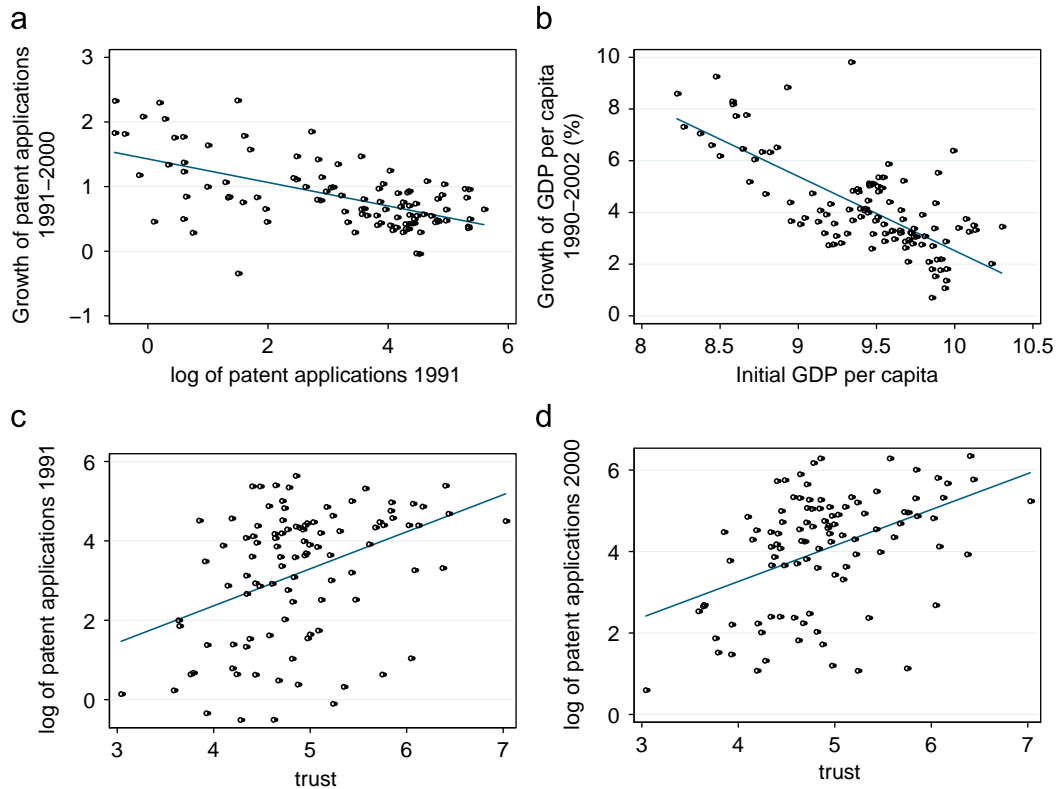 a
Growth of patent applications
1991–2000
3
2
1
0
−1
0 2 4 6
log of patent applications 1991
b
Growth of GDP per capita
1990–2002 (%)
10
8
6
4
2
0
8 8.5 9 9.5 10 10.5
Initial GDP per capita
c
log of patent applications 1991
6
4
2
0
3 4 5 6 7
trust
d
log of patent applications 2000
6
4
2
0
3 4 5 6 7
trust